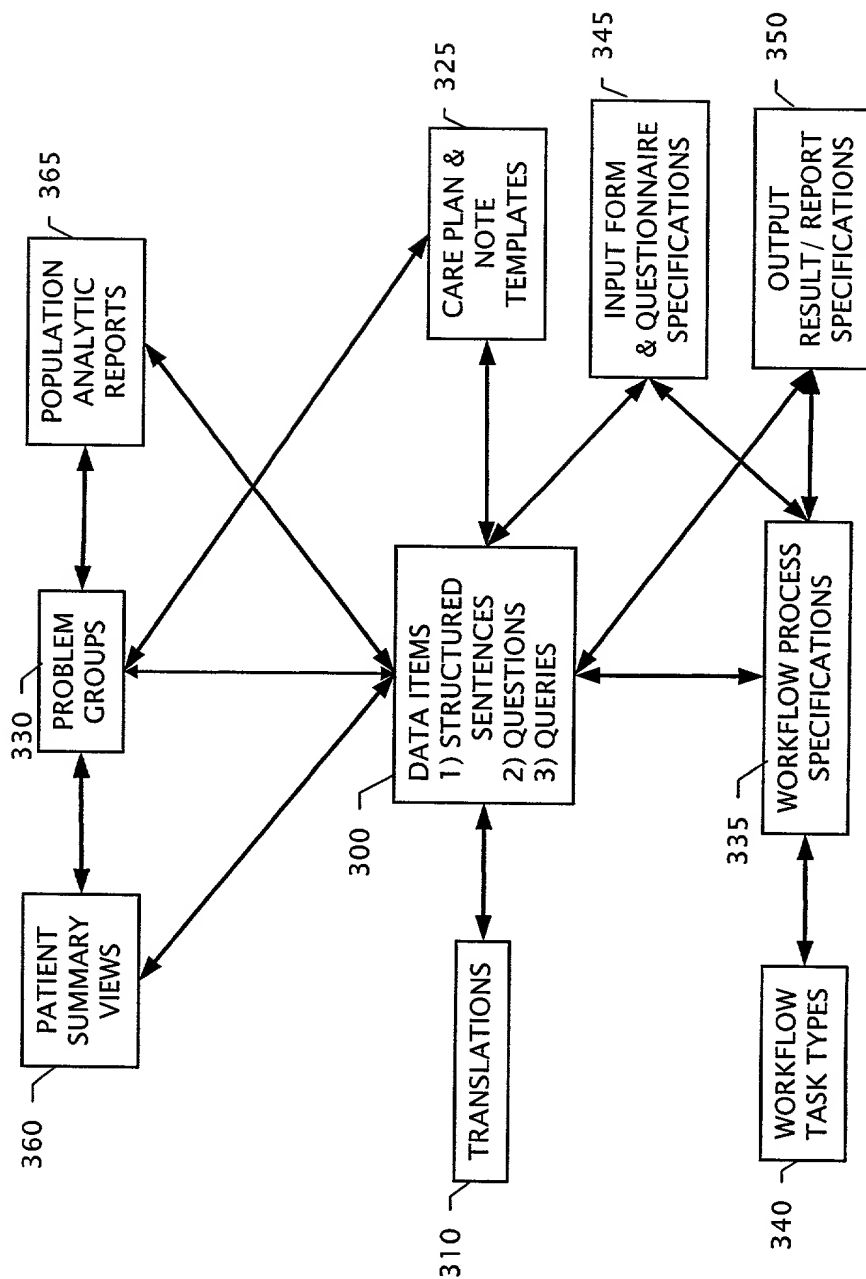 360
PATIENT
SUMMARY
VIEWS
330
PROBLEM
GROUPS
365
POPULATION
ANALYTIC
REPORTS
310
TRANSLATIONS
300
DATA ITEMS
1) STRUCTURED
SENTENCES
2) QUESTIONS
3) QUERIES
325
CARE PLAN &
NOTE
TEMPLATES
345
INPUT FORM
& QUESTIONNAIRE
SPECIFICATIONS
340
WORKFLOW
TASK TYPES
335
WORKFLOW PROCESS
SPECIFICATIONS
350
OUTPUT
RESULT / REPORT
SPECIFICATIONS